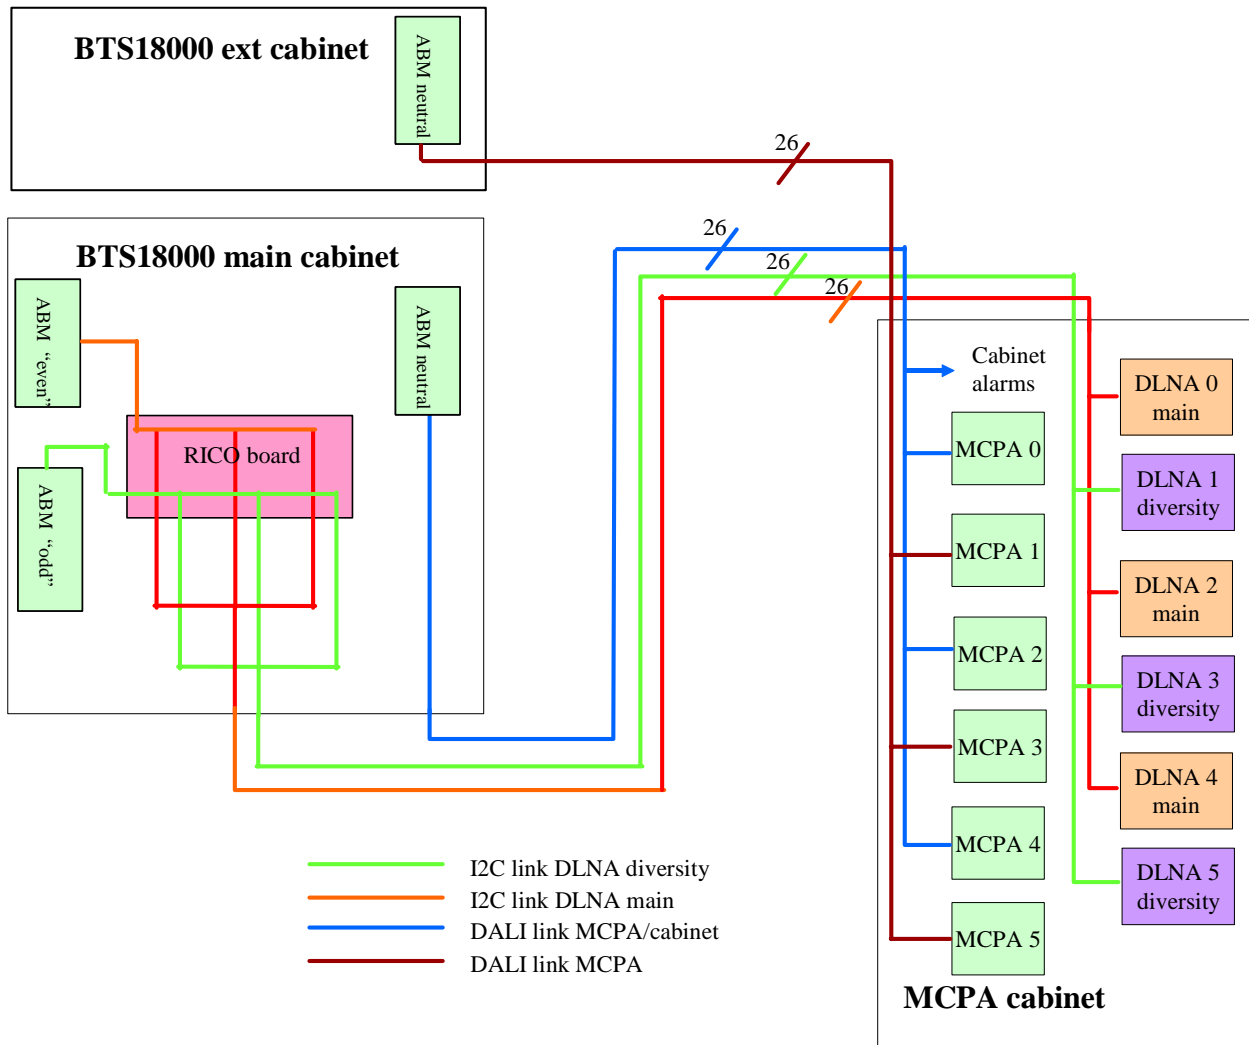 BTS18000 ext cabinet
ABM neutral
26
BTS18000 main cabinet
ABM “even”
ABM neutral
RICO board
ABM “odd”
26
26
26
Cabinet
alarms
MCPA 0
MCPA 1
MCPA 2
MCPA 3
MCPA 4
MCPA 5
DLNA 0
main
DLNA 1
diversity
DLNA 2
main
DLNA 3
diversity
DLNA 4
main
DLNA 5
diversity
MCPA cabinet
I2C link DLNA diversity
I2C link DLNA main
DALI link MCPA/cabinet
DALI link MCPA